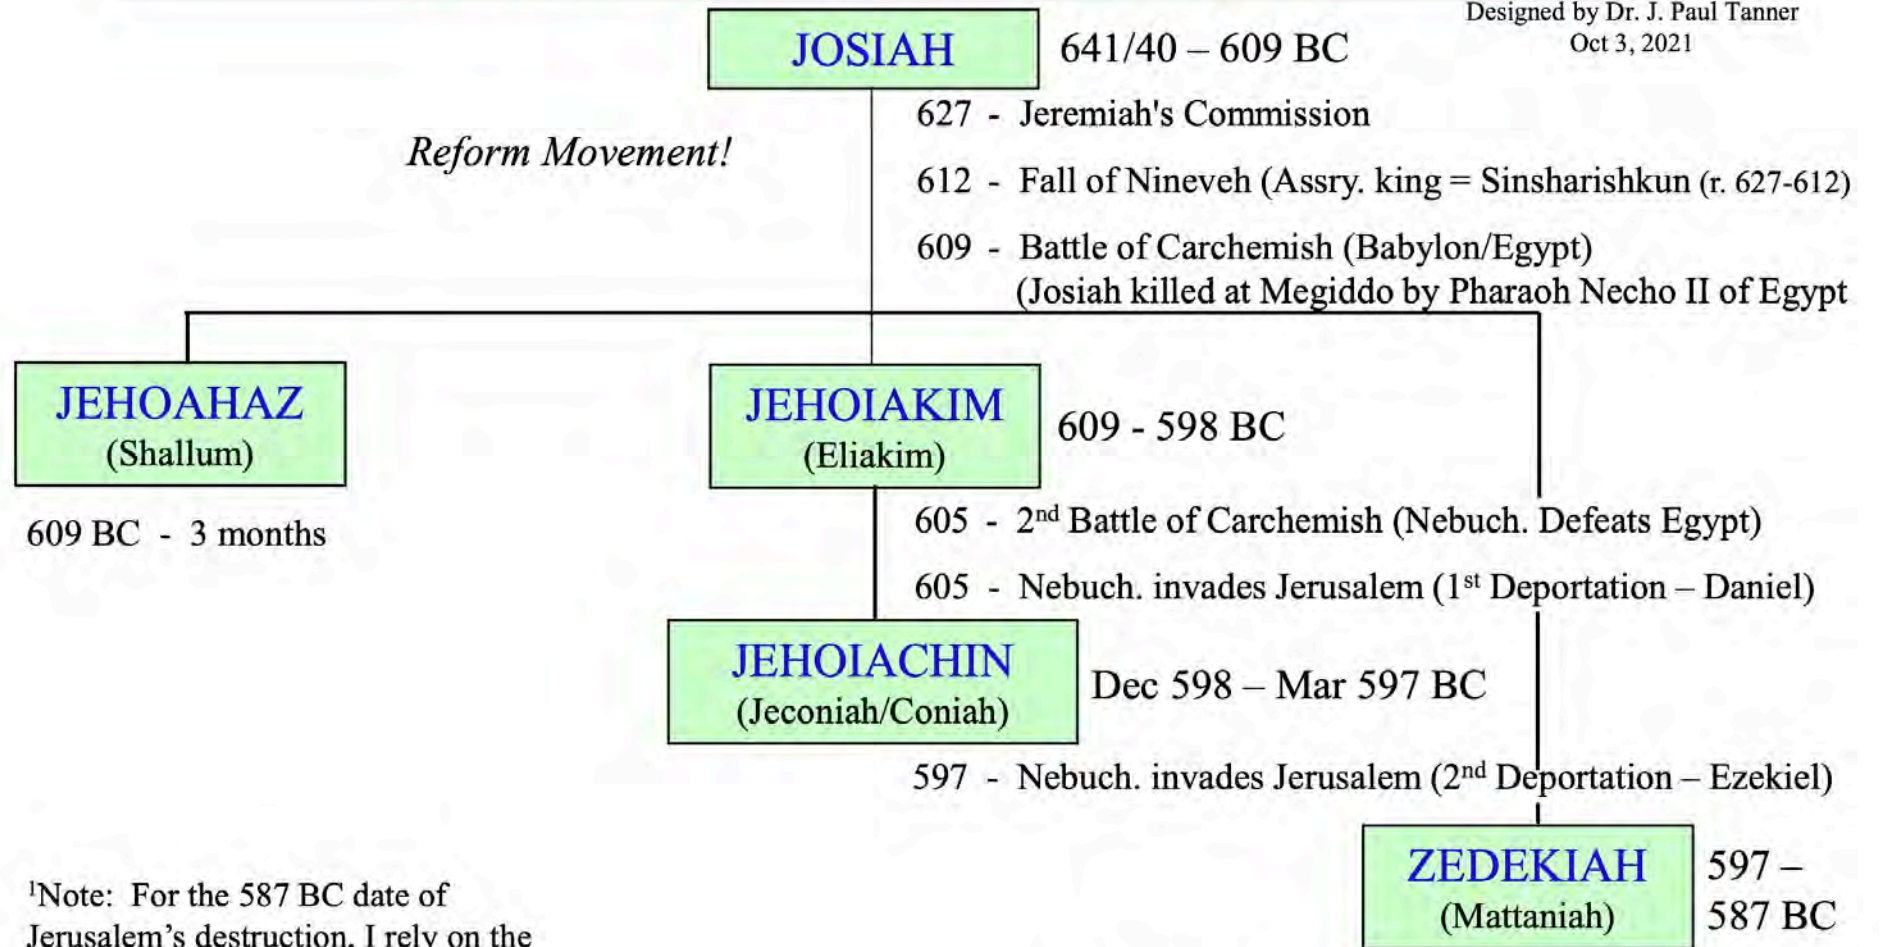 Designed by Dr. J. Paul Tanner
Oct 3, 2021
JOSIAH
641/40 – 609 BC
627 - Jeremiah's Commission
Reform Movement!
612 - Fall of Nineveh (Assry. king = Sinsharishkun (r. 627-612)
609 - Battle of Carchemish (Babylon/Egypt)
(Josiah killed at Megiddo by Pharaoh Necho II of Egypt
JEHOAHAZ
(Shallum)
609 BC - 3 months
JEHOIAKIM
(Eliakim)
609 - 598 BC
605 - 2nd Battle of Carchemish (Nebuch. Defeats Egypt)
605 - Nebuch. invades Jerusalem (1st Deportation – Daniel)
JEHOIACHIN
(Jeconiah/Coniah)
Dec 598 – Mar 597 BC
597 - Nebuch. invades Jerusalem (2nd Deportation – Ezekiel)
ZEDEKIAH
(Mattaniah)
597 –
587 BC
1Note: For the 587 BC date of
Jerusalem’s destruction, I rely on the